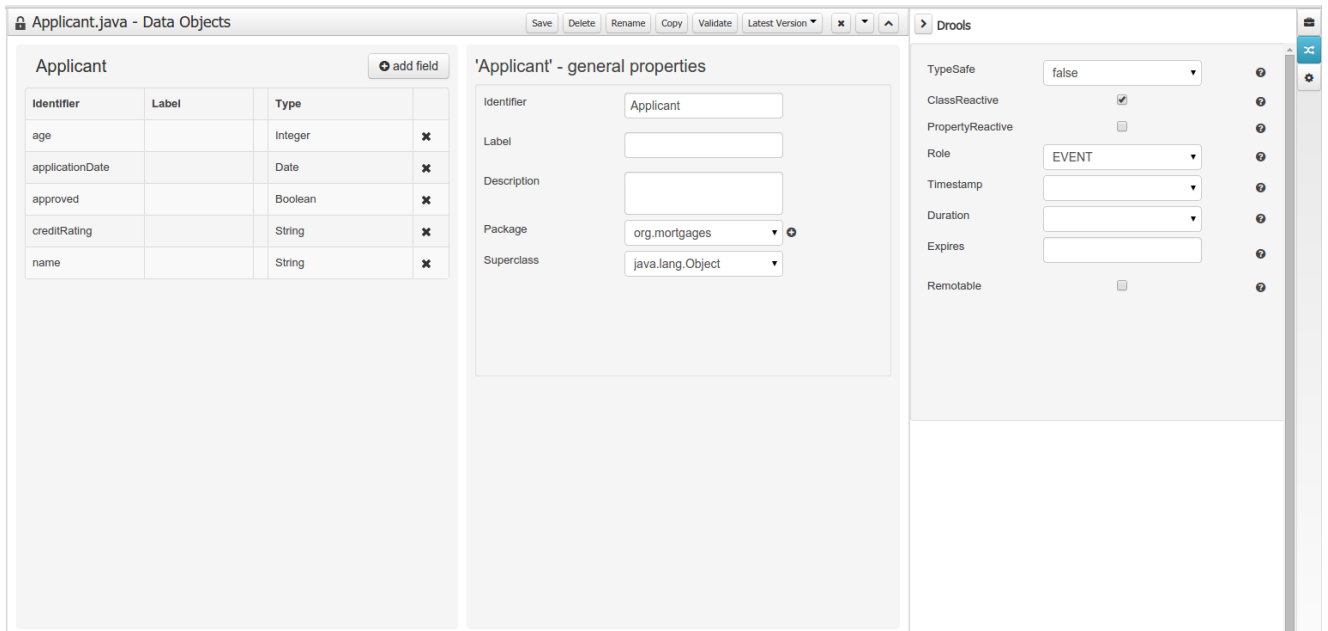 Applicant.java - Data Objects
Save Delete Rename Copy Validate Latest Version
Drools
Applicant
add field
Identifier Label Type
age Integer
applicationDate Date
approved Boolean
creditRating String
name String
'Applicant' - general properties
Identifier Applicant
Label
Description
Package org.mortgages
Superclass java.lang.Object
TypeSafe false
ClassReactive
PropertyReactive
Role EVENT
Timestamp
Duration
Expires
Remotable